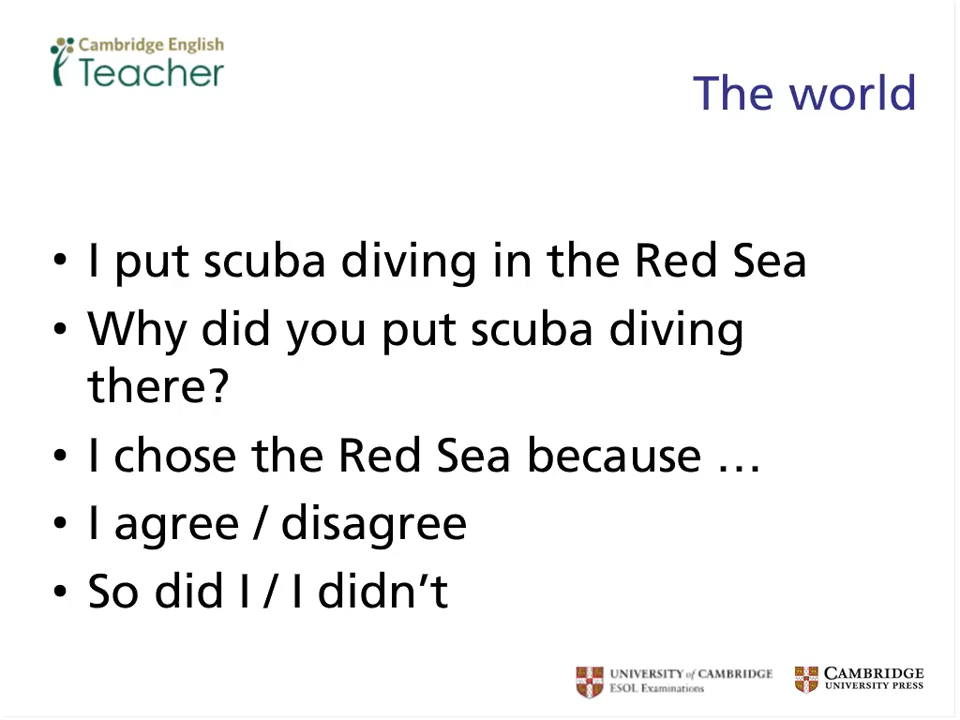 Cambridge English
Teacher
The world
• I put scuba diving in the Red Sea
• Why did you put scuba diving
there?
• I chose the Red Sea because …
• I agree / disagree
• So did I / I didn’t
UNIVERSITY of CAMBRIDGE
ESOL Examinations
CAMBRIDGE
UNIVERSITY PRESS